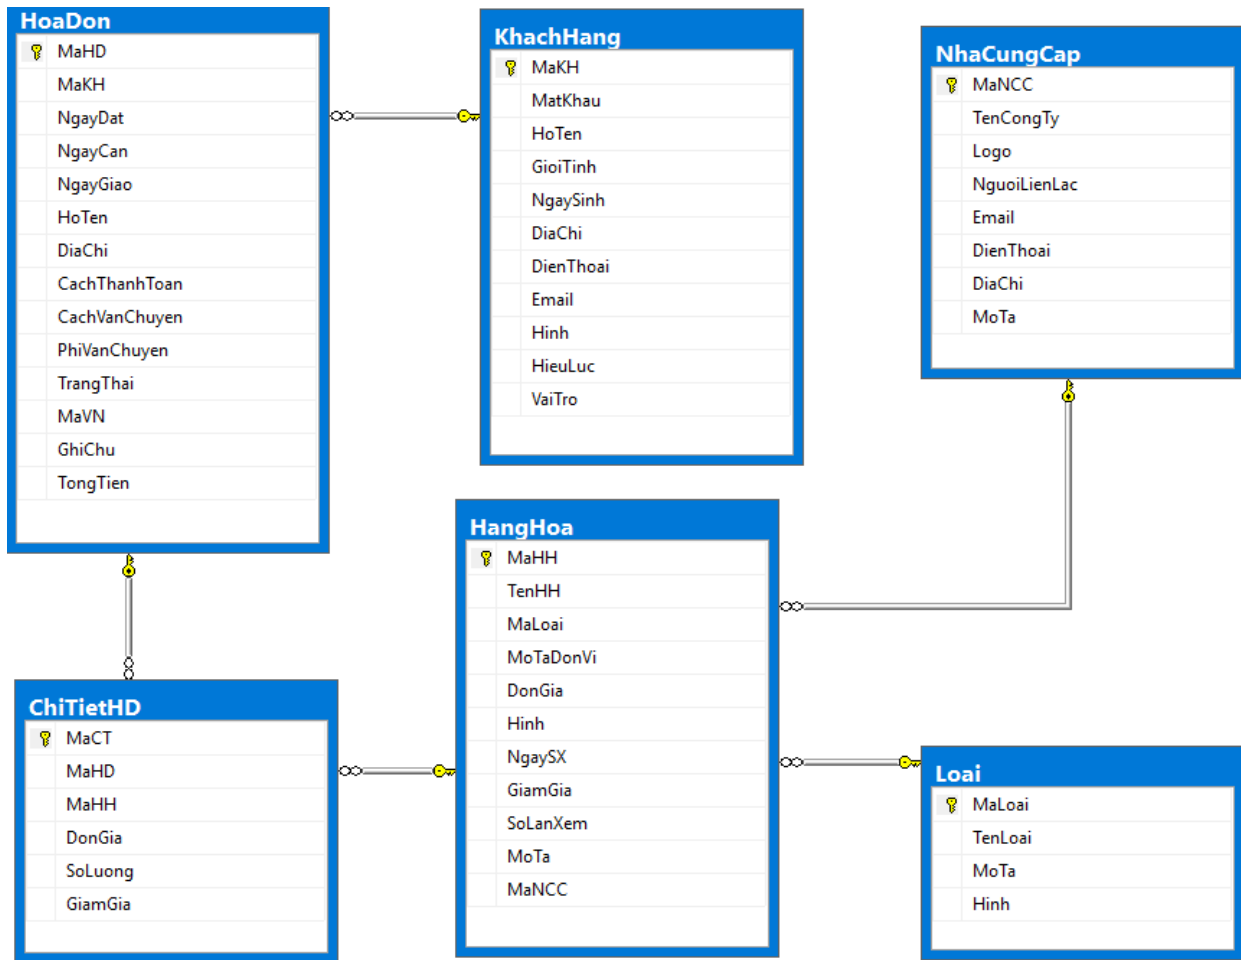 HoaDon
MaHD
MaKH
NgayDat
NgayCan
NgayGiao
HoTen
DiaChi
CachThanhToan
CachVanChuyen
PhiVanChuyen
TrangThai
MaVN
GhiChu
TongTien
KhachHang
MaKH
MatKhau
HoTen
GioiTinh
NgaySinh
DiaChi
DienThoai
Email
Hinh
HieuLuc
VaiTro
NhaCungCap
MaNCC
TenCongTy
Logo
NguoiLienLac
Email
DienThoai
DiaChi
MoTa
ChiTietHD
MaCT
MaHD
MaHH
DonGia
SoLuong
GiamGia
HangHoa
MaHH
TenHH
MaLoai
MoTaDonVi
DonGia
Hinh
NgaySX
GiamGia
SoLanXem
MoTa
MaNCC
Loai
MaLoai
TenLoai
MoTa
Hinh